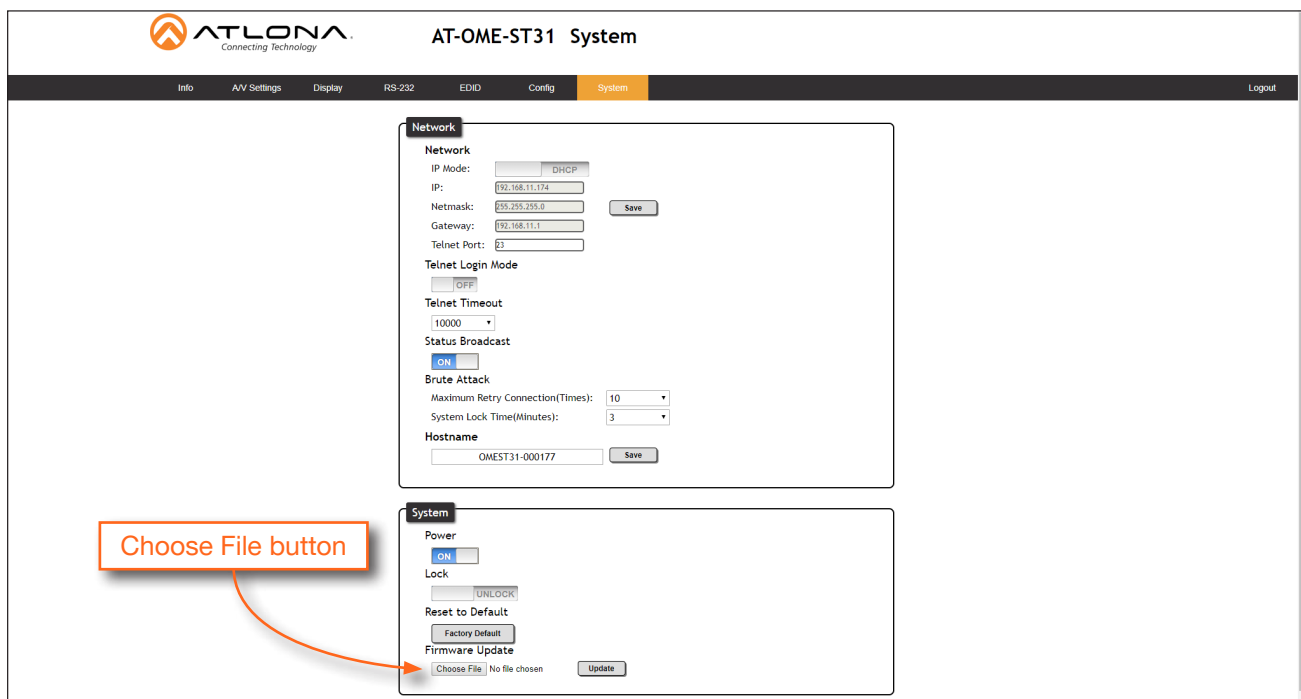 ATLONA.
Connecting Technology
AT-OME-ST31 System
Info A/V Settings Display RS-232 EDID Config System Logout
Network
Network
IP Mode: DHCP
IP: 192.168.11.174
Netmask: 255.255.255.0 Save
Gateway: 192.168.11.1
Telnet Port: 23
Telnet Login Mode
OFF
Telnet Timeout
10000
Status Broadcast
ON
Brute Attack
Maximum Retry Connection(Times): 10
System Lock Time(Minutes): 3
Hostname
OMEST31-000177 Save
System
Power
Choose File button
ON
Lock
UNLOCK
Reset to Default
Factory Default
Firmware Update
Choose File No file chosen Update